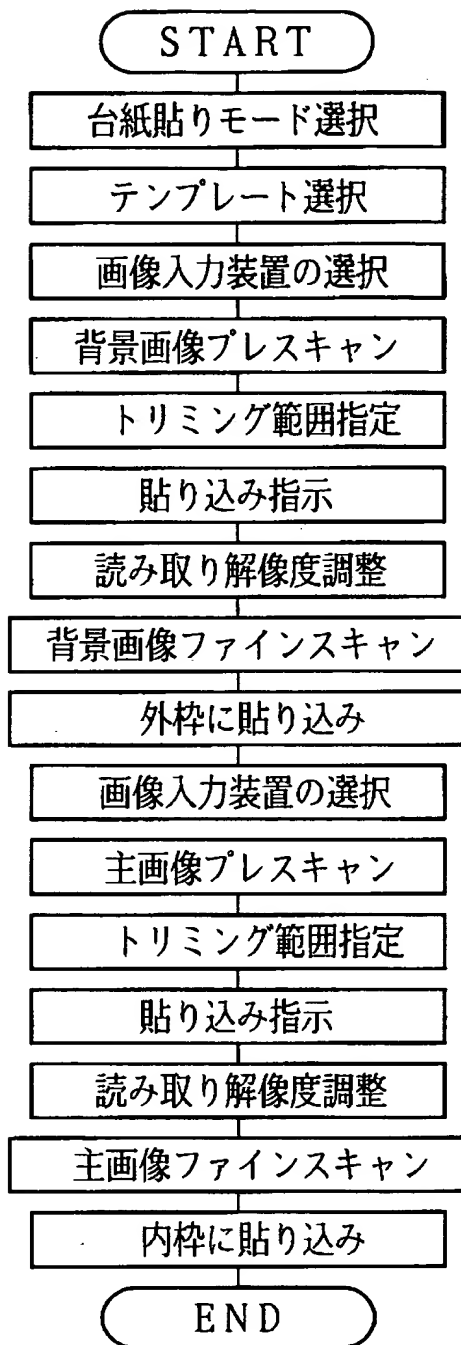 START
台紙貼りモード選択
テンプレート選択
画像入力装置の選択
背景画像プレスキャン
トリミング範囲指定
貼り込み指示
読み取り解像度調整
背景画像ファインスキャン
外枠に貼り込み
画像入力装置の選択
主画像プレスキャン
トリミング範囲指定
貼り込み指示
読み取り解像度調整
主画像ファインスキャン
内枠に貼り込み
END